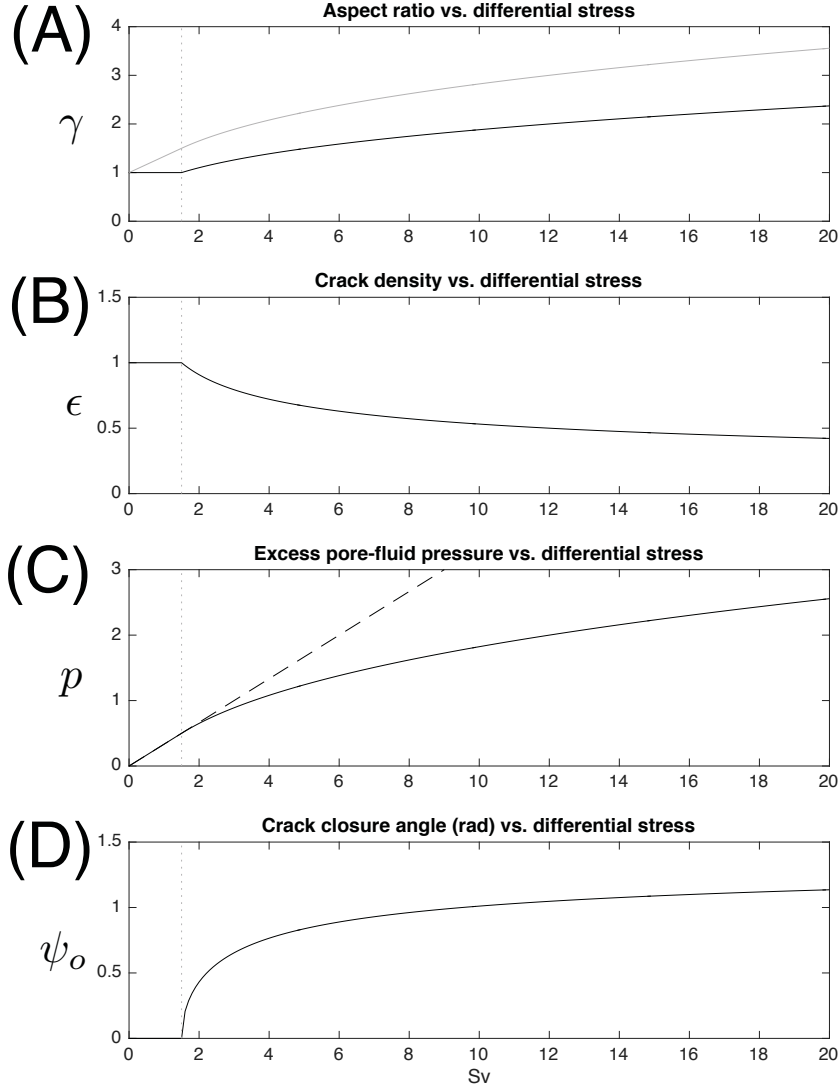 (A)
Aspect ratio vs. differential stress
γ
4
3
2
1
0
0 2 4 6 8 10 12 14 16 18 20
(B)
Crack density vs. differential stress
ϵ
1.5
1
0.5
0
0 2 4 6 8 10 12 14 16 18 20
(C)
Excess pore-fluid pressure vs. differential stress
p
3
2
1
0
0 2 4 6 8 10 12 14 16 18 20
(D)
Crack closure angle (rad) vs. differential stress
ψo
1.5
1
0.5
0
0 2 4 6 8 10 12 14 16 18 20
Sv